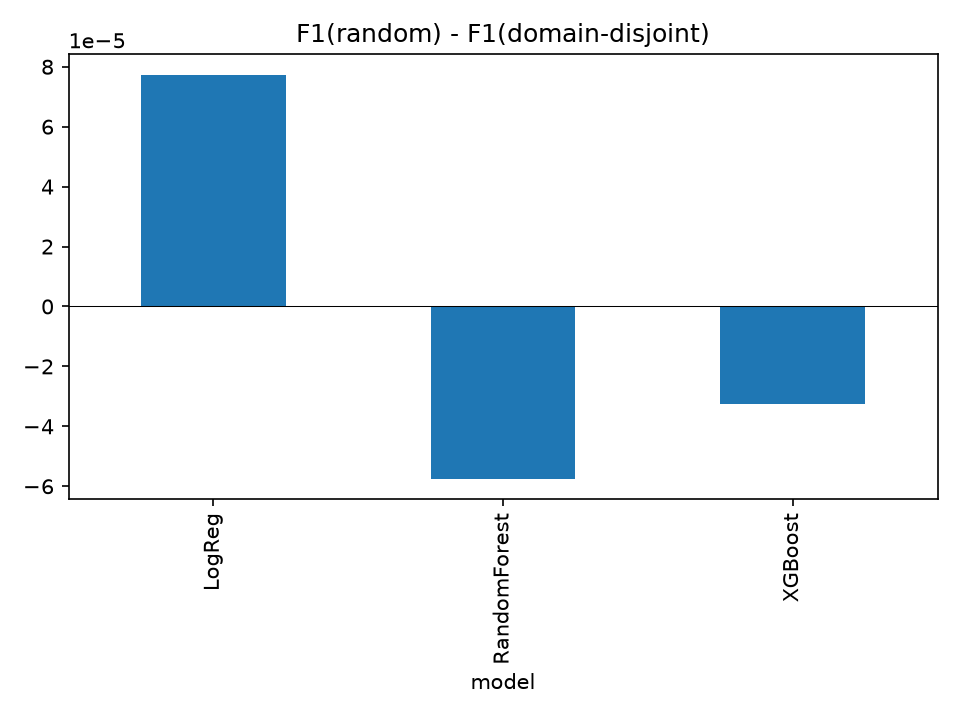 F1(random) - F1(domain-disjoint)
1e−5
8
6
4
2
0
−2
−4
−6
LogReg
RandomForest
XGBoost
model